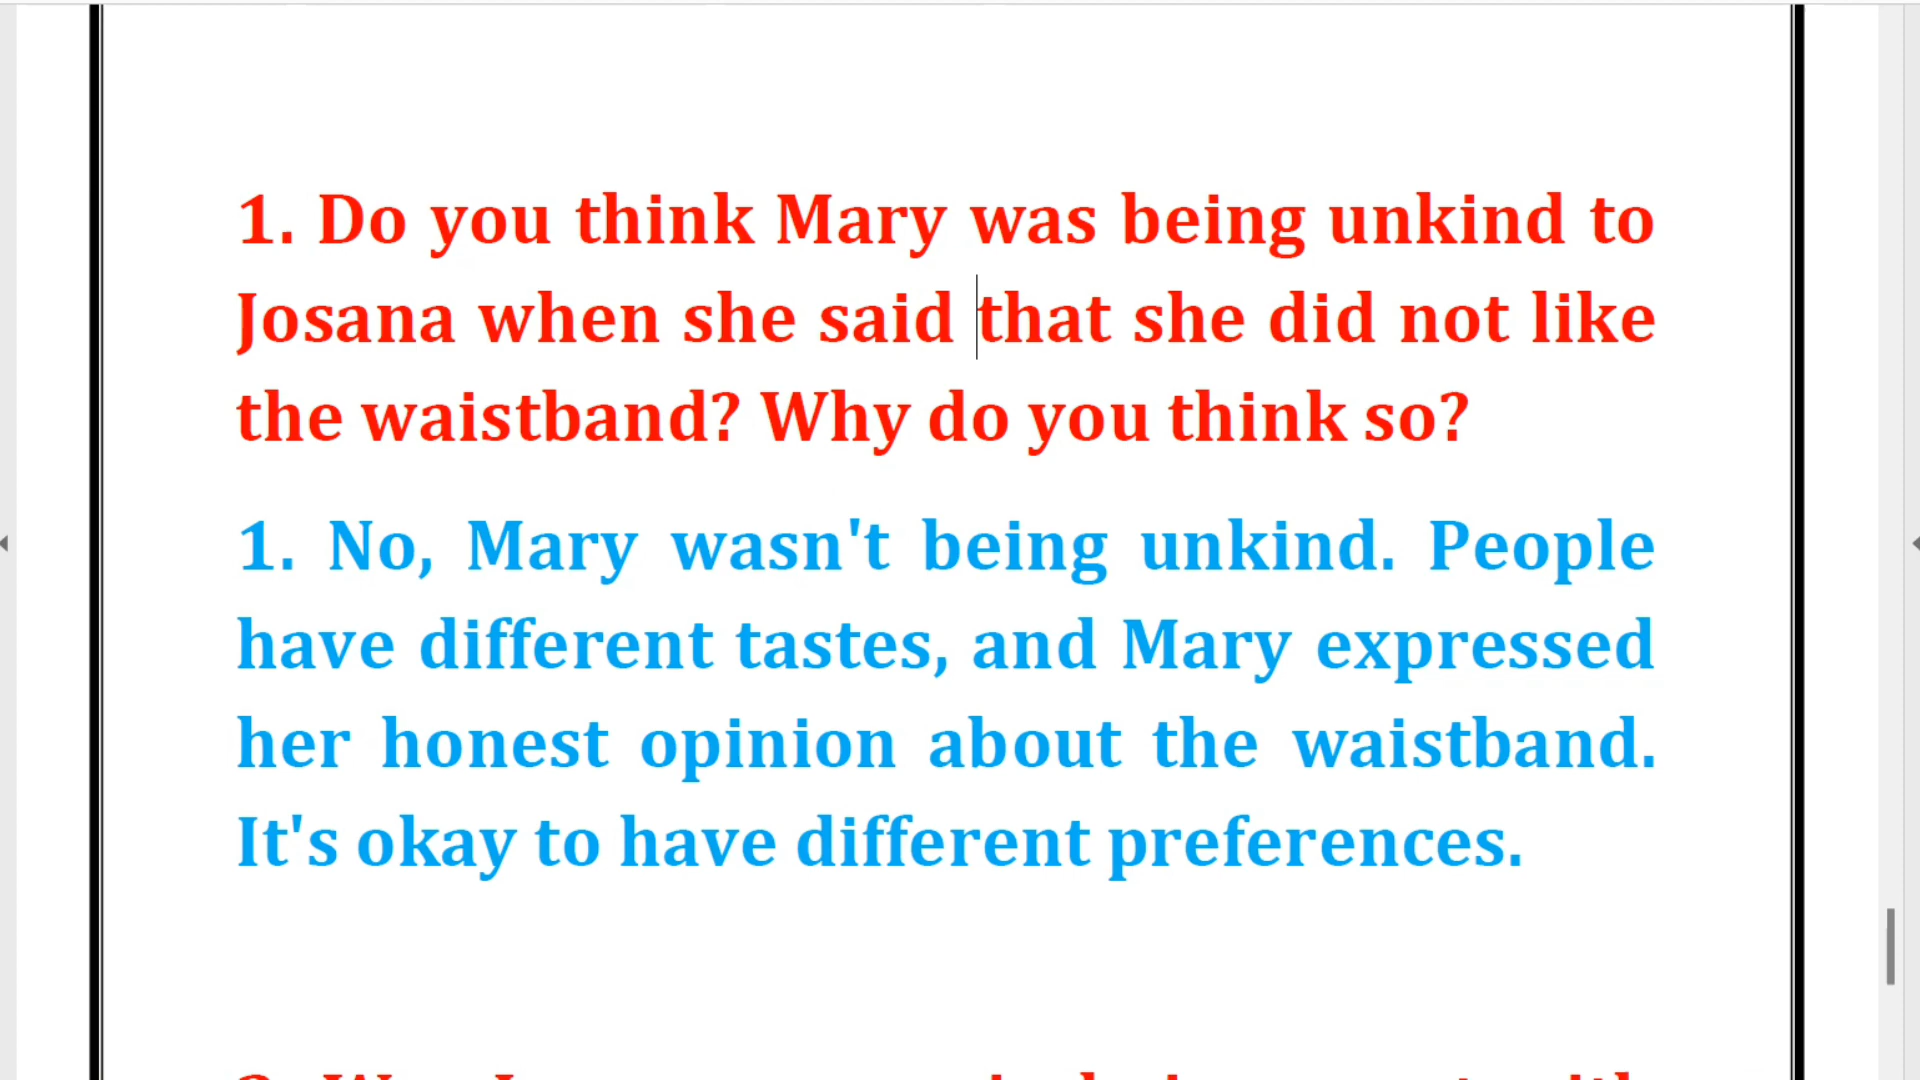 1. Do you think Mary was being unkind to
Josana when she said that she did not like
the waistband? Why do you think so?
1. No, Mary wasn't being unkind. People
have different tastes, and Mary expressed
her honest opinion about the waistband.
It's okay to have different preferences.